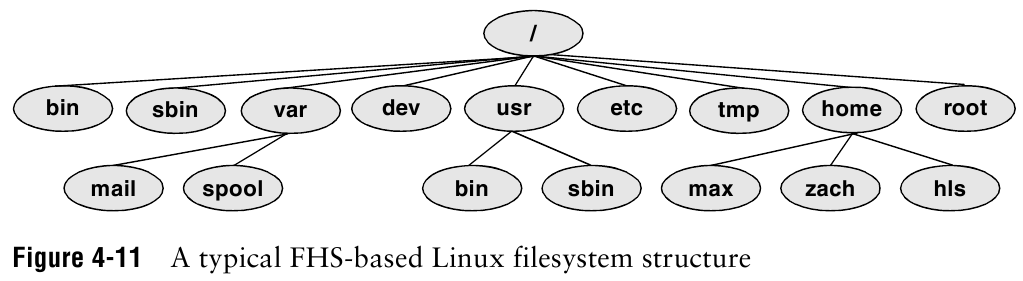 /
bin sbin var dev usr etc tmp home root
mail spool bin sbin max zach hls
Figure 4-11 A typical FHS-based Linux filesystem structure